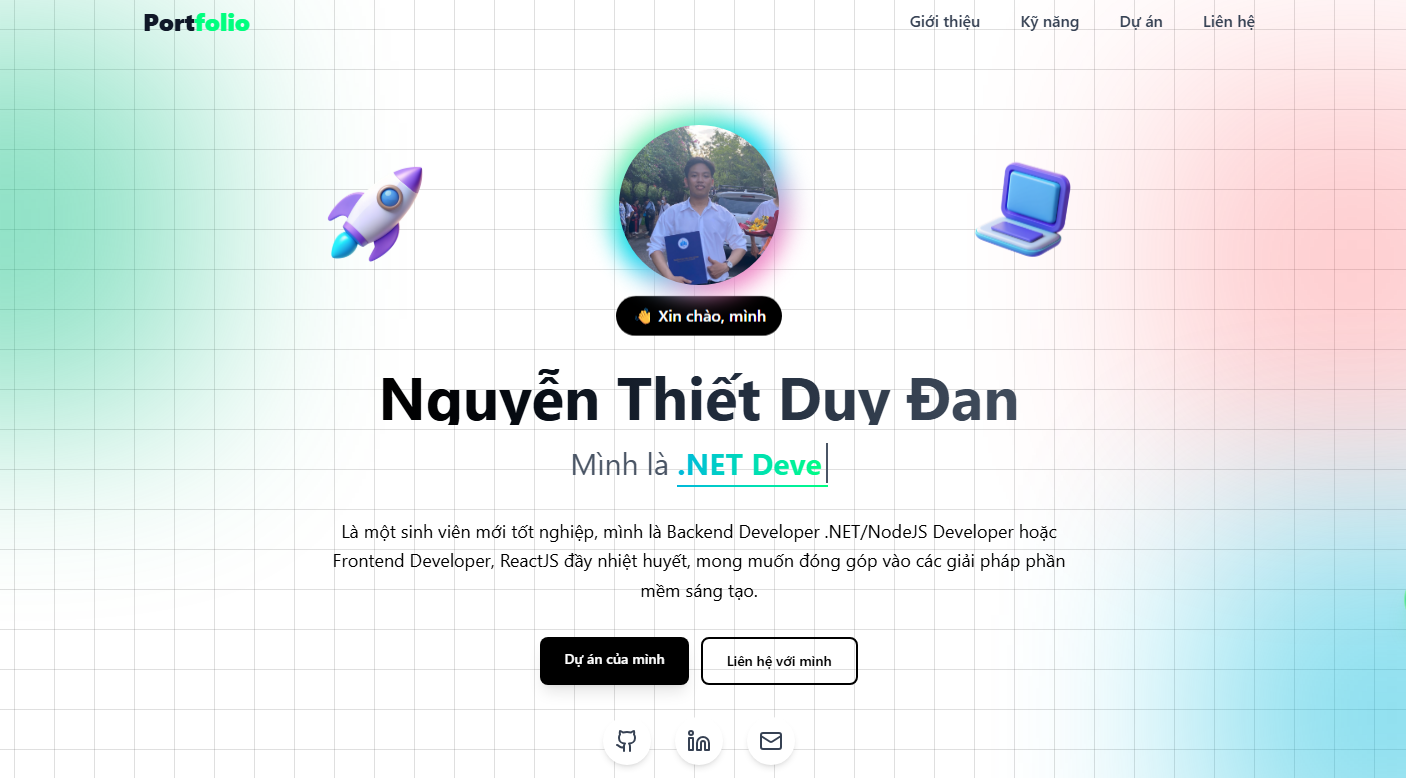 Portfolio
Giới thiệu Kỹ năng Dự án Liên hệ
👋 Xin chào, mình
Nguyễn Thiết Duy Đan
Mình là .NET Deve
Là một sinh viên mới tốt nghiệp, mình là Backend Developer .NET/NodeJS Developer hoặc
Frontend Developer, ReactJS đầy nhiệt huyết, mong muốn đóng góp vào các giải pháp phần
mềm sáng tạo.
Dự án của mình
Liên hệ với mình